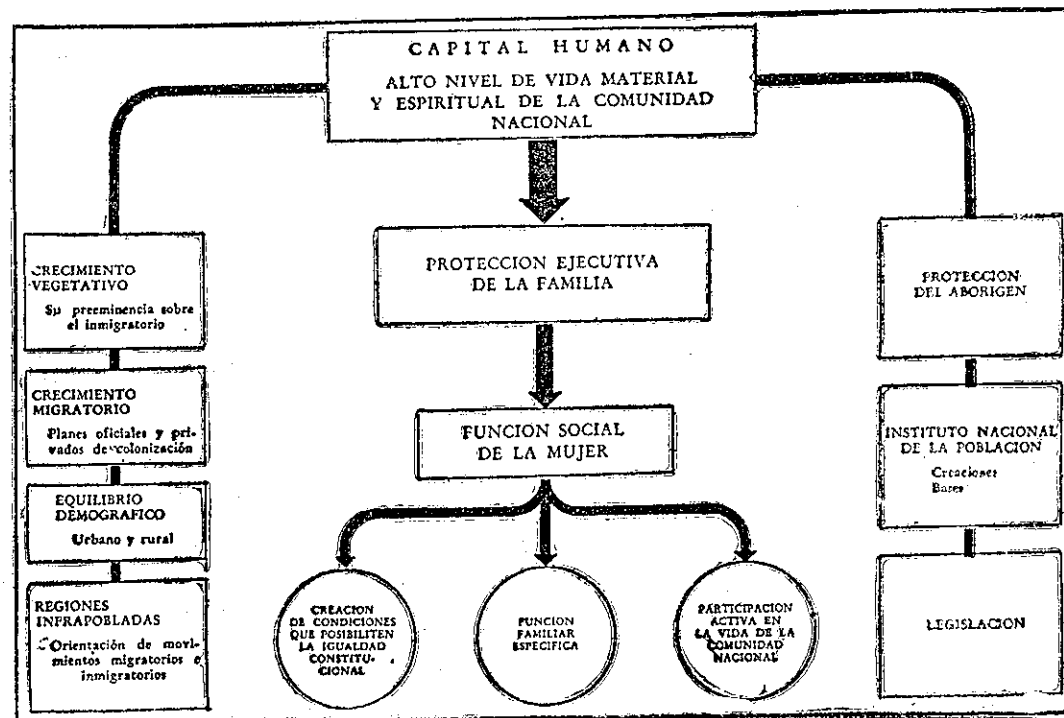 CAPITAL HUMANO
ALTO NIVEL DE VIDA MATERIAL
Y ESPIRITUAL DE LA COMUNIDAD
NACIONAL
CRECIMIENTO
VEGETATIVO
Su preeminencia sobre
el inmigratorio
CRECIMIENTO
MIGRATORIO
Planes oficiales y pri-
vados de colonización
EQUILIBRIO
DEMOGRAFICO
Urbano y rural
REGIONES
INFRAPOBLADAS
Orientación de movi-
mientos migratorios e
inmigratorios
PROTECCION EJECUTIVA
DE LA FAMILIA
FUNCION SOCIAL
DE LA MUJER
CREACION
DE CONDICIONES
QUE POSIBILITEN
LA IGUALDAD
CONSTITU-
CIONAL
FUNCION
FAMILIAR
ESPECIFICA
PARTICIPACION
ACTIVA EN
LA VIDA DE LA
COMUNIDAD
NACIONAL
PROTECCION
DEL ABORIGEN
INSTITUTO NACIONAL
DE LA POBLACION
Creaciones
Bases
LEGISLACION